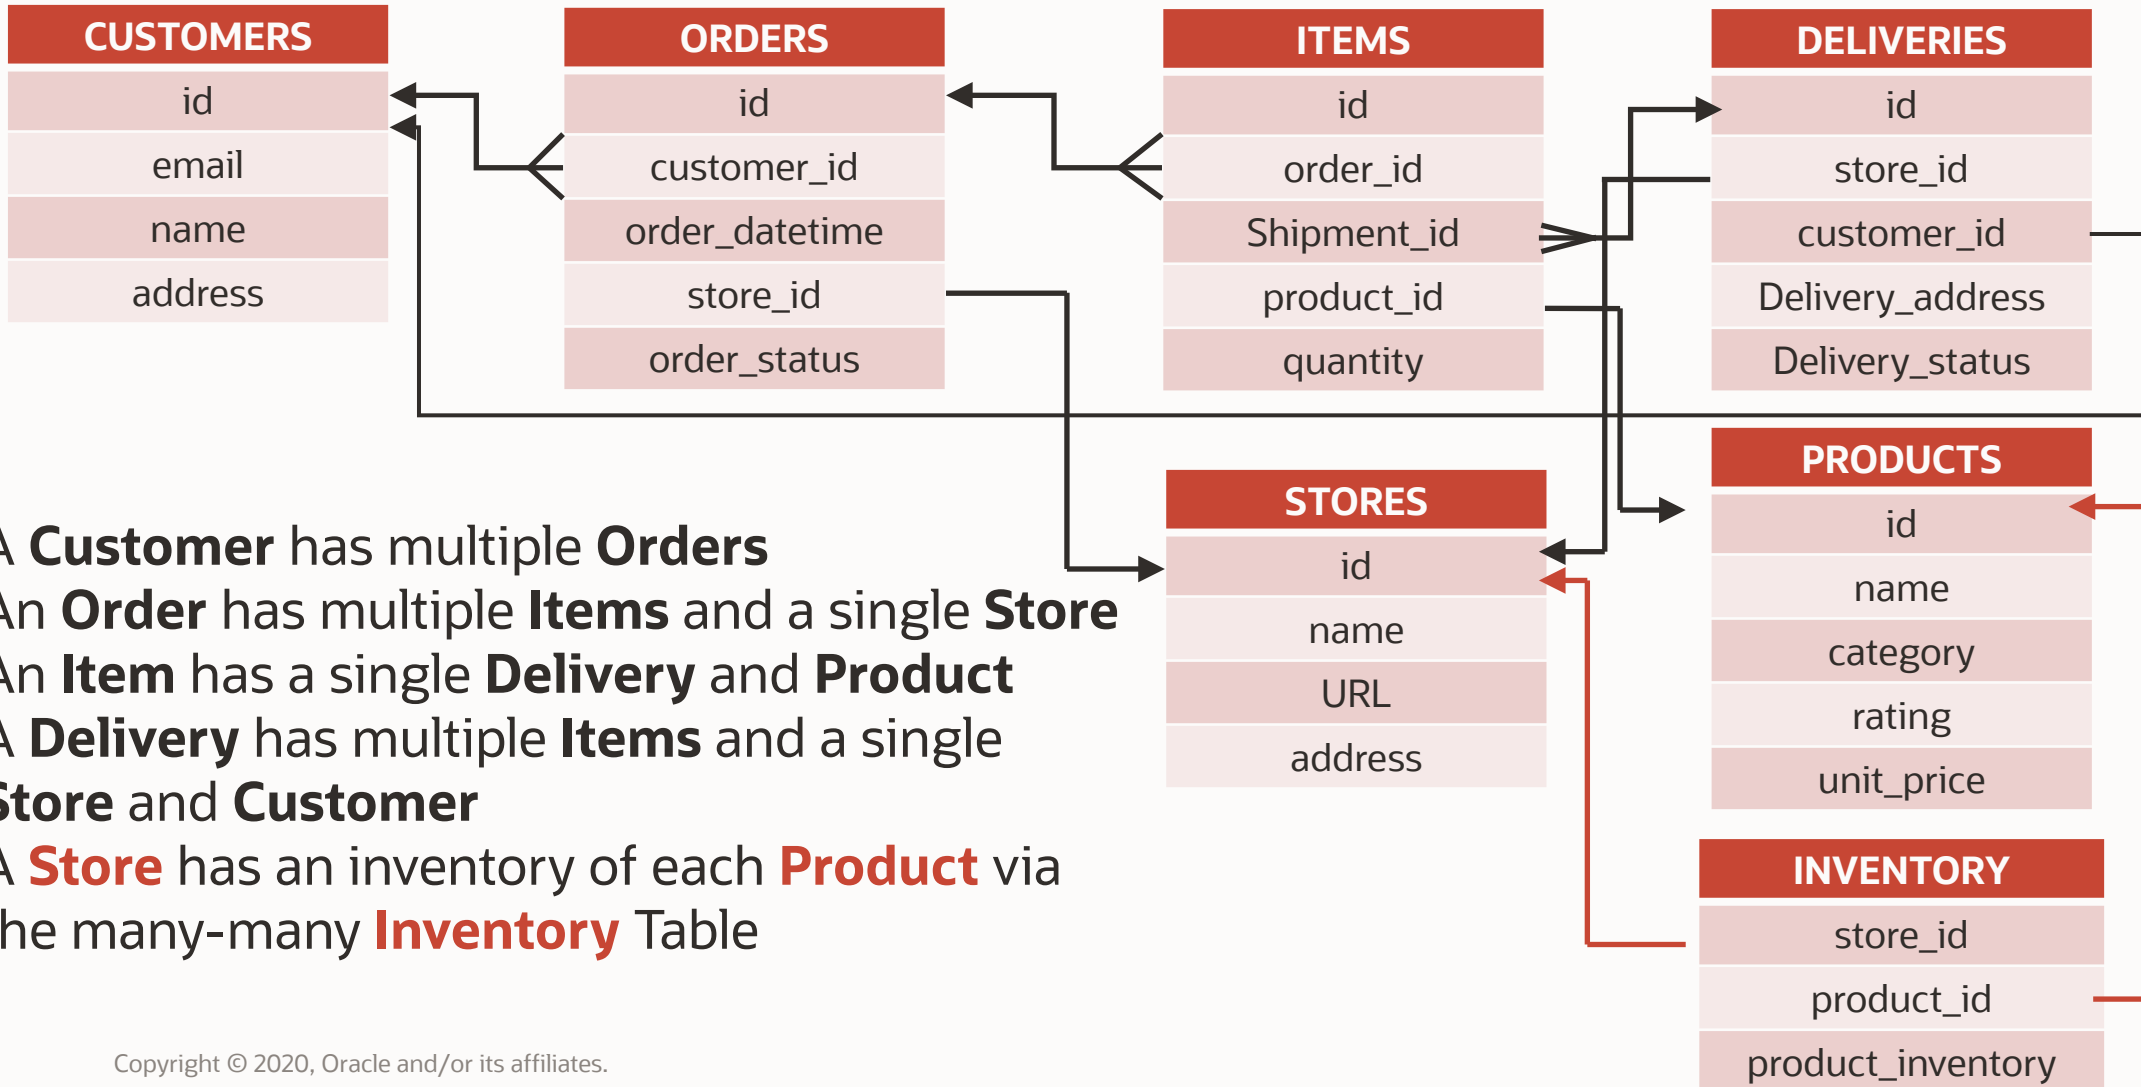 CUSTOMERS
id
email
name
address
ORDERS
id
customer_id
order_datetime
store_id
order_status
ITEMS
id
order_id
Shipment_id
product_id
quantity
DELIVERIES
id
store_id
customer_id
Delivery_address
Delivery_status
A Customer has multiple Orders
An Order has multiple Items and a single Store
An Item has a single Delivery and Product
A Delivery has multiple Items and a single
Store and Customer
A Store has an inventory of each Product via
the many-many Inventory Table
STORES
id
name
URL
address
PRODUCTS
id
name
category
rating
unit_price
INVENTORY
store_id
product_id
product_inventory
Copyright © 2020, Oracle and/or its affiliates.